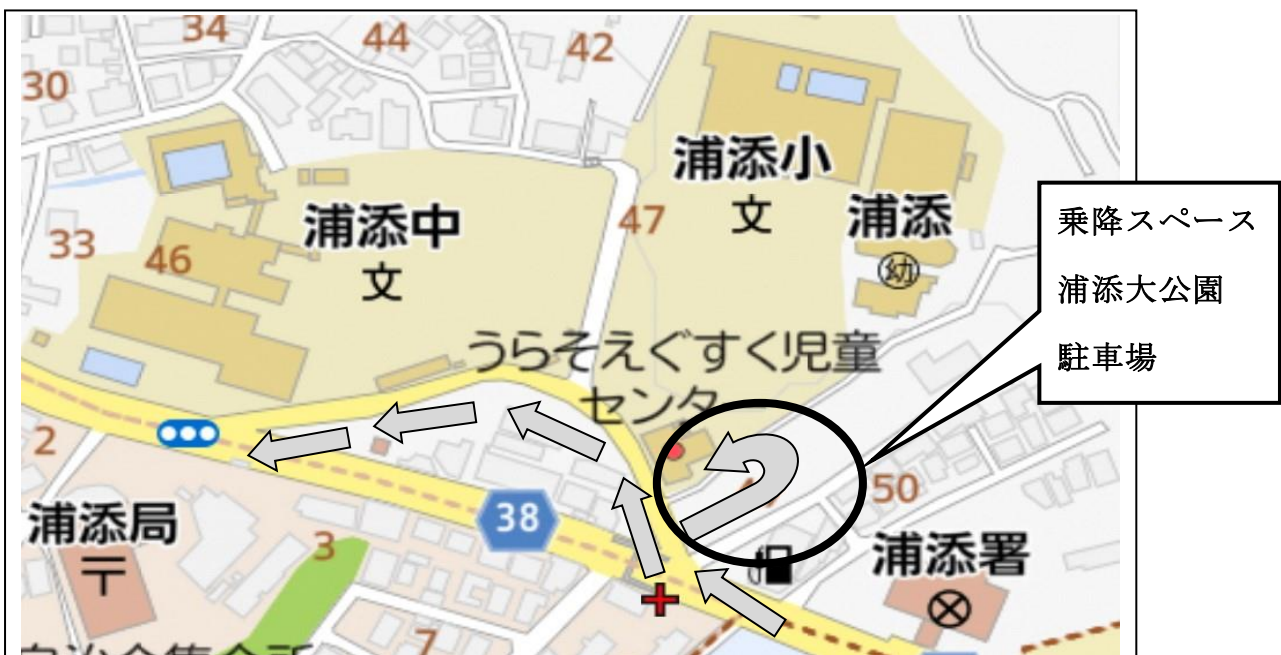 34
44
42
30
浦添小
文
浦添
幼
乗降スペース
浦添大公園
駐車場
浦添中
文
47
33
46
うらそえぐすく児童
センタ
2
50
38
浦添局
〒
3
浦添署
7